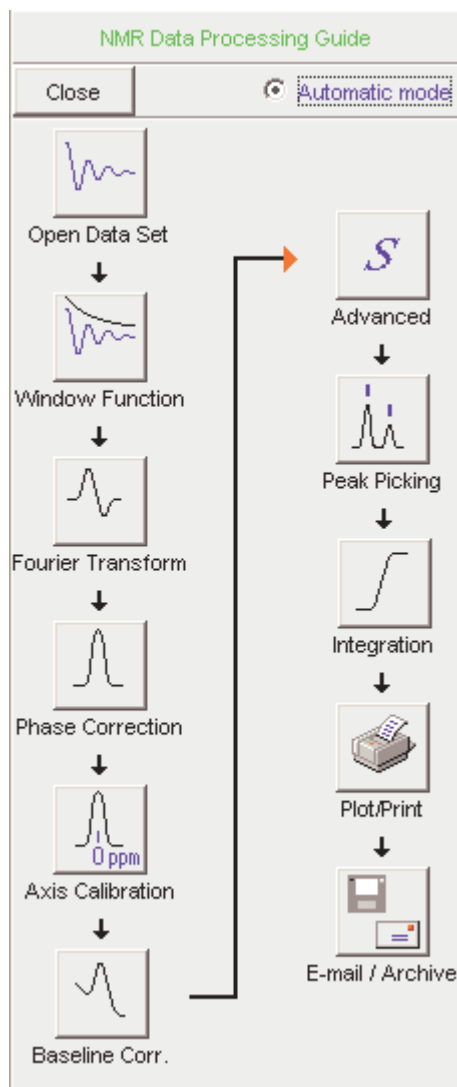 NMR Data Processing Guide
Close
Automatic mode
Open Data Set
Window Function
Fourier Transform
Phase Correction
0 ppm
Axis Calibration
Baseline Corr.
S
Advanced
Peak Picking
Integration
Plot/Print
E-mail / Archive